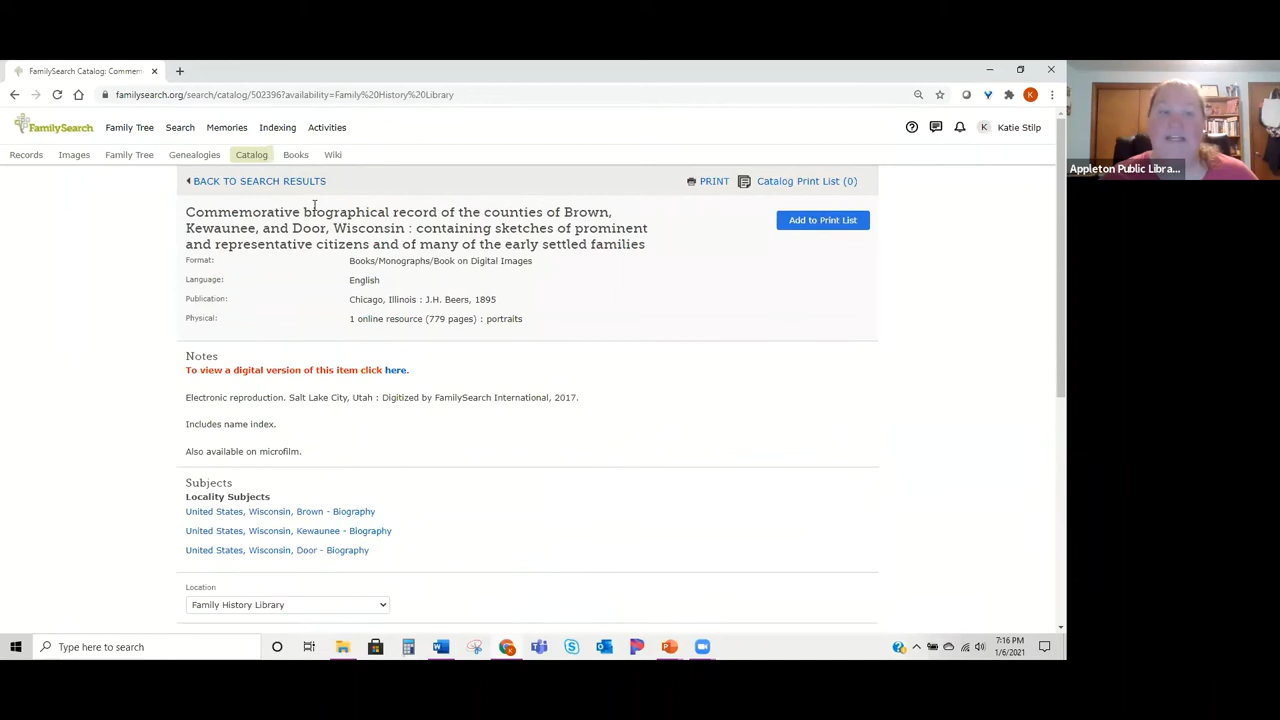 FamilySearch Catalog: Commem
familysearch.org/search/catalog/502396?availability=Family%20History%20Library
FamilySearch Family Tree Search Memories Indexing Activities K Katie Stilp
Records Images Family Tree Genealogies Catalog Books Wiki
Appleton Public Libra...
BACK TO SEARCH RESULTS PRINT Catalog Print List (0)
Commemorative biographical record of the counties of Brown,
Kewaunee, and Door, Wisconsin : containing sketches of prominent
and representative citizens and of many of the early settled families
Add to Print List
Format: Books/Monographs/Book on Digital Images
Language: English
Publication: Chicago, Illinois : J.H. Beers, 1895
Physical: 1 online resource (779 pages) : portraits
Notes
To view a digital version of this item click here.
Electronic reproduction. Salt Lake City, Utah : Digitized by FamilySearch International, 2017.
Includes name index.
Also available on microfilm.
Subjects
Locality Subjects
United States, Wisconsin, Brown - Biography
United States, Wisconsin, Kewaunee - Biography
United States, Wisconsin, Door - Biography
Location
Family History Library
Type here to search
7:16 PM
1/6/2021